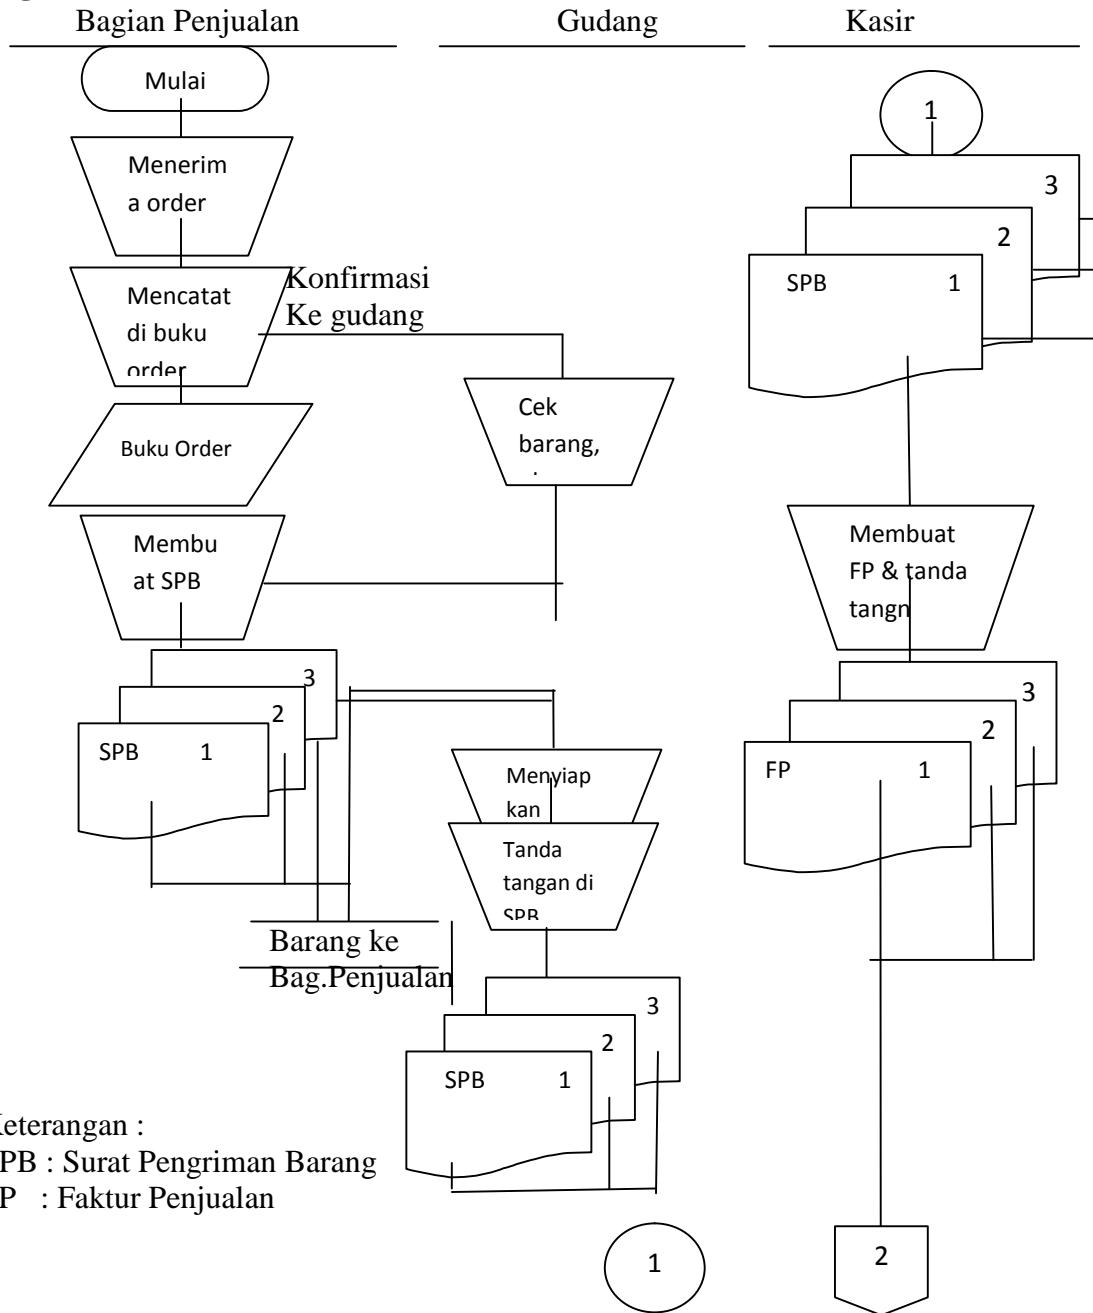 Bagian Penjualan
Gudang
Kasir
Mulai
Menerim
a order
Mencatat
di buku
order
Konfirmasi
Ke gudang
Buku Order
Membu
at SPB
3
2
SPB 1
Barang ke
Bag.Penjualan
Cek
barang,
Menyiap
kan
Tanda
tangan di
SPB
3
2
SPB 1
1
1
3
2
SPB 1
Membuat
FP & tanda
tangn
3
2
FP 1
2
Keterangan :
SPB : Surat Pengriman Barang
FP : Faktur Penjualan